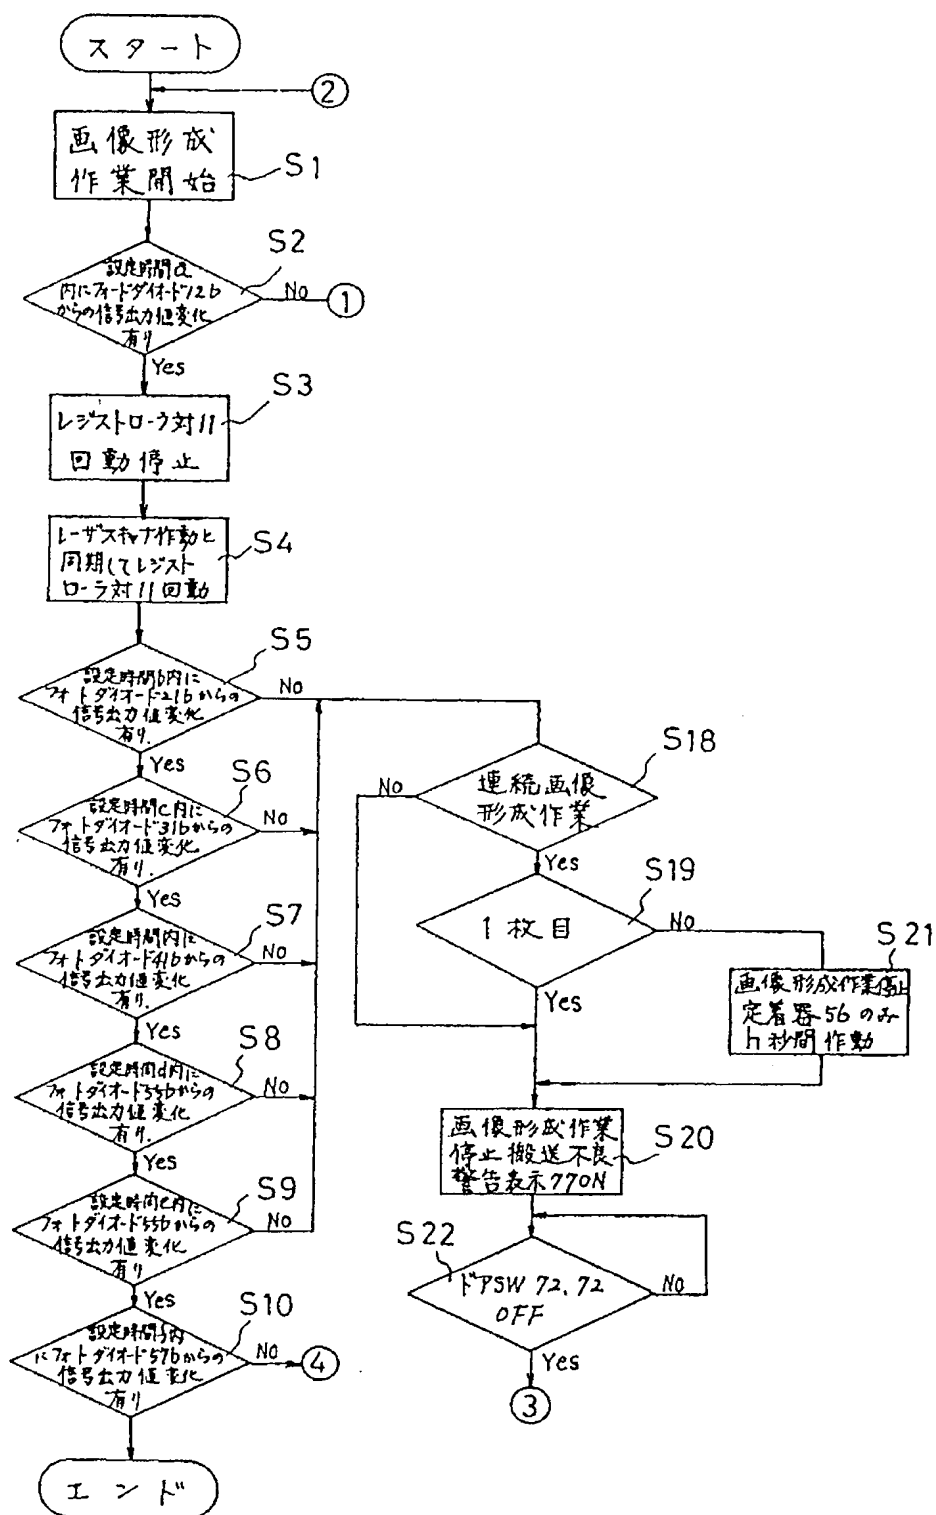 スタート
②
画像形成
作業開始
S1
S2
設定時間a
内にフォードダイオード12b
からの信号出力値変化
有り
No
①
Yes
S3
レジストローラ対11
回動停止
S4
レーザスキャナ作動と
同期してレジスト
ローラ対11回動
S5
設定時間b内に
フォトダイオード21bからの
信号出力値変化
有り.
No
Yes
S6
設定時間c内に
フォトダイオード31bからの
信号出力値変化
有り.
No
Yes
S7
設定時間内に
フォトダイオード41bからの
信号出力値変化
有り.
No
Yes
S8
設定時間d内に
フォトダイオード55bからの
信号出力値変化
有り.
No
Yes
S9
設定時間e内に
フォトダイオード55bからの
信号出力値変化
有り
No
Yes
S10
設定時間f内
にフォトダイオード57bからの
信号出力値変化
有り
No
④
エンド
S18
連続画像
形成作業
No
Yes
S19
1枚目
No
Yes
S21
画像形成作業停止
定着器56のみ
h秒間作動
S20
画像形成作業
停止搬送不良
警告表示77ON
S22
ドアSW 72,72
OFF
No
Yes
③